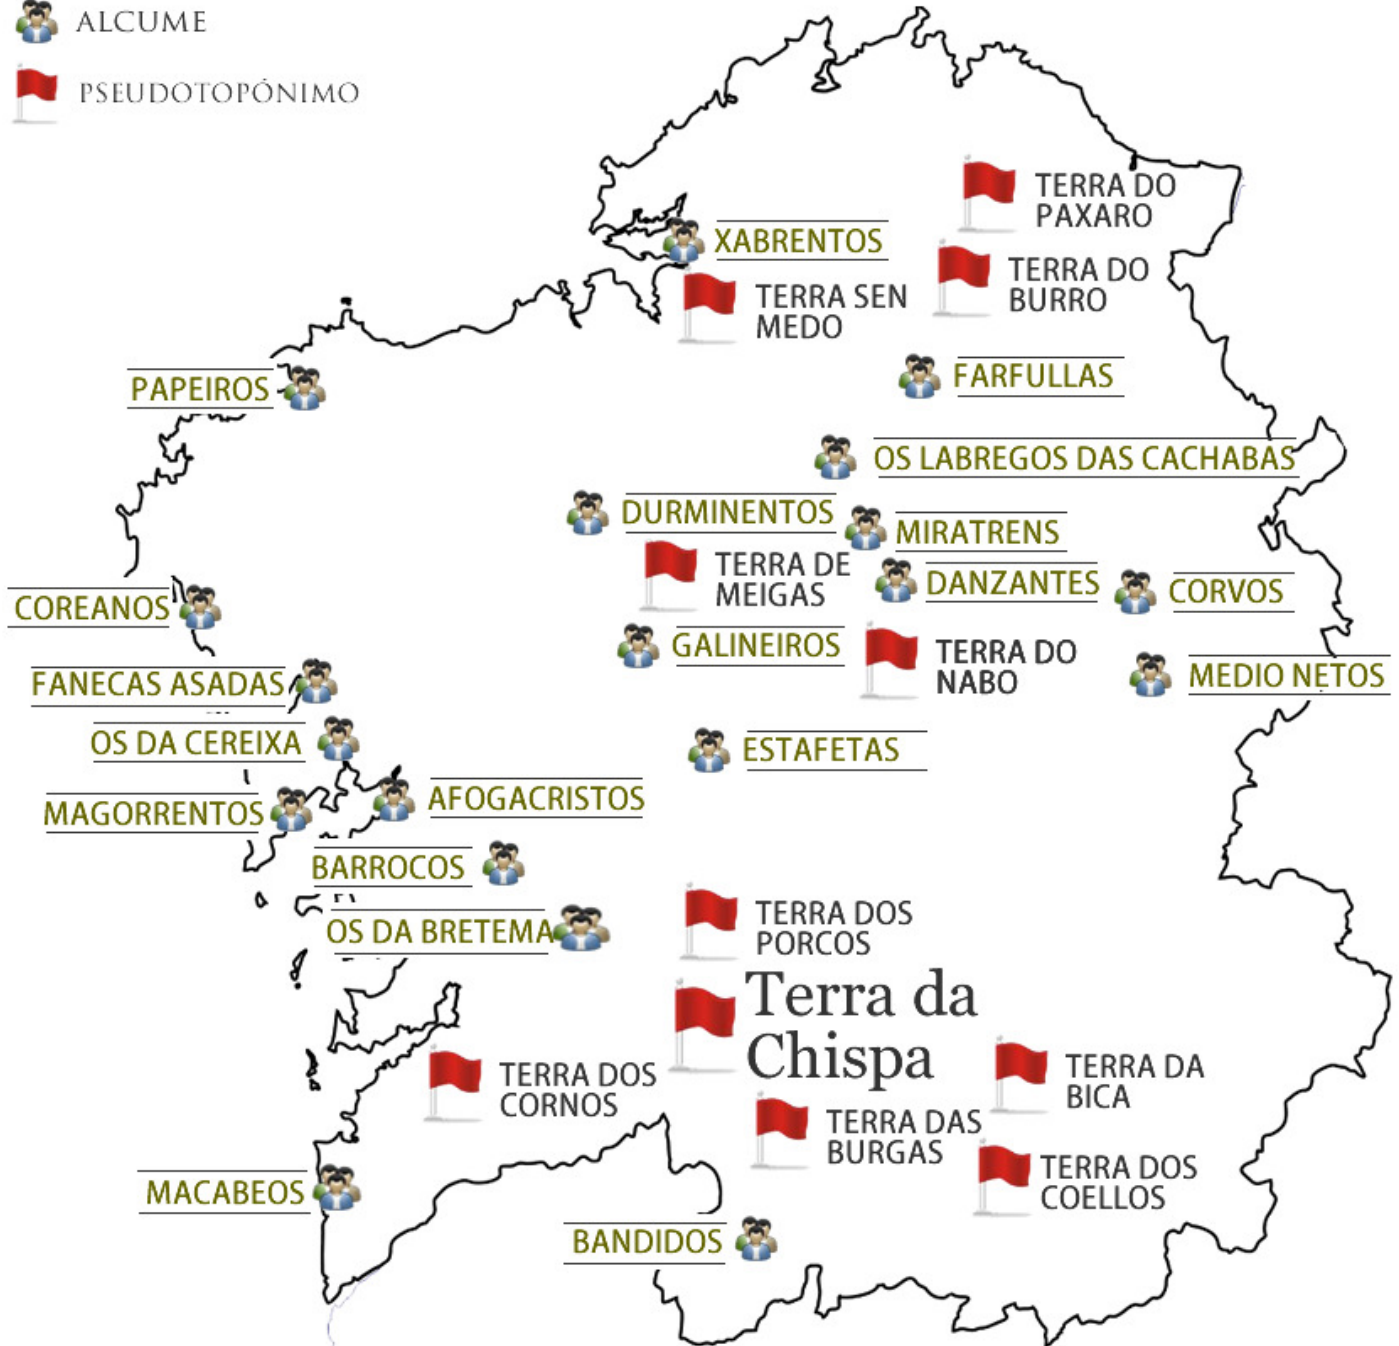 ALCUME
PSEUDOTOPÓNIMO
TERRA DO
PAXARO
XABRENTOS
TERRA DO
BURRO
TERRA SEN
MEDO
PAPEIROS
FARFULLAS
OS LABREGOS DAS CACHABAS
DURMINENTOS
MIRATRENS
TERRA DE
MEIGAS
DANZANTES
CORVOS
COREANOS
GALINEIROS
TERRA DO
NABO
MEDIO NETOS
FANECAS ASADAS
OS DA CEREIXA
ESTAFETAS
MAGORRENTOS
AFOGACRISTOS
BARROCOS
OS DA BRETEMA
TERRA DOS
PORCOS
Terra da
Chispa
TERRA DOS
CORNOS
TERRA DA
BICA
TERRA DAS
BURGAS
TERRA DOS
COELLOS
MACABEOS
BANDIDOS